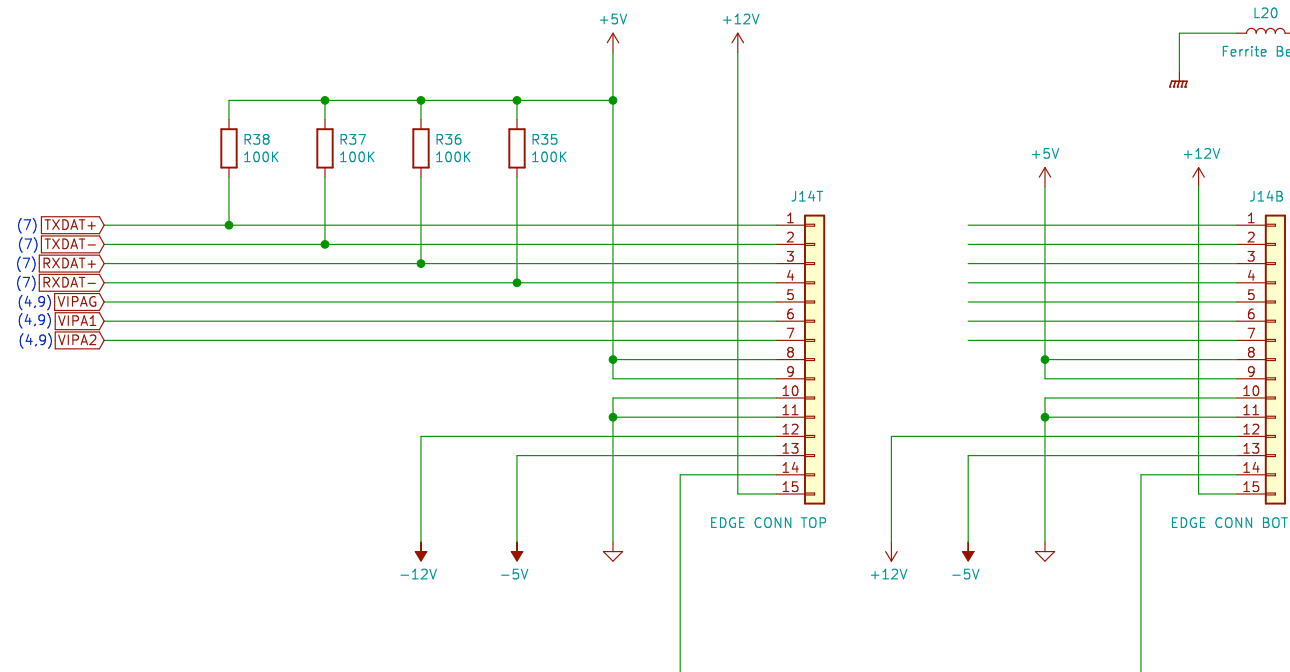 L20
Ferrite Be
+5V
+12V
R38
100K
R37
100K
R36
100K
R35
100K
+5V
+12V
J14T
J14B
(7) TXDAT+
(7) TXDAT-
(7) RXDAT+
(7) RXDAT-
(4,9) VIPAG
(4,9) VIPA1
(4,9) VIPA2
1
2
3
4
5
6
7
8
9
10
11
12
13
14
15
1
2
3
4
5
6
7
8
9
10
11
12
13
14
15
EDGE CONN TOP
EDGE CONN BOT
-12V
-5V
+12V
-5V